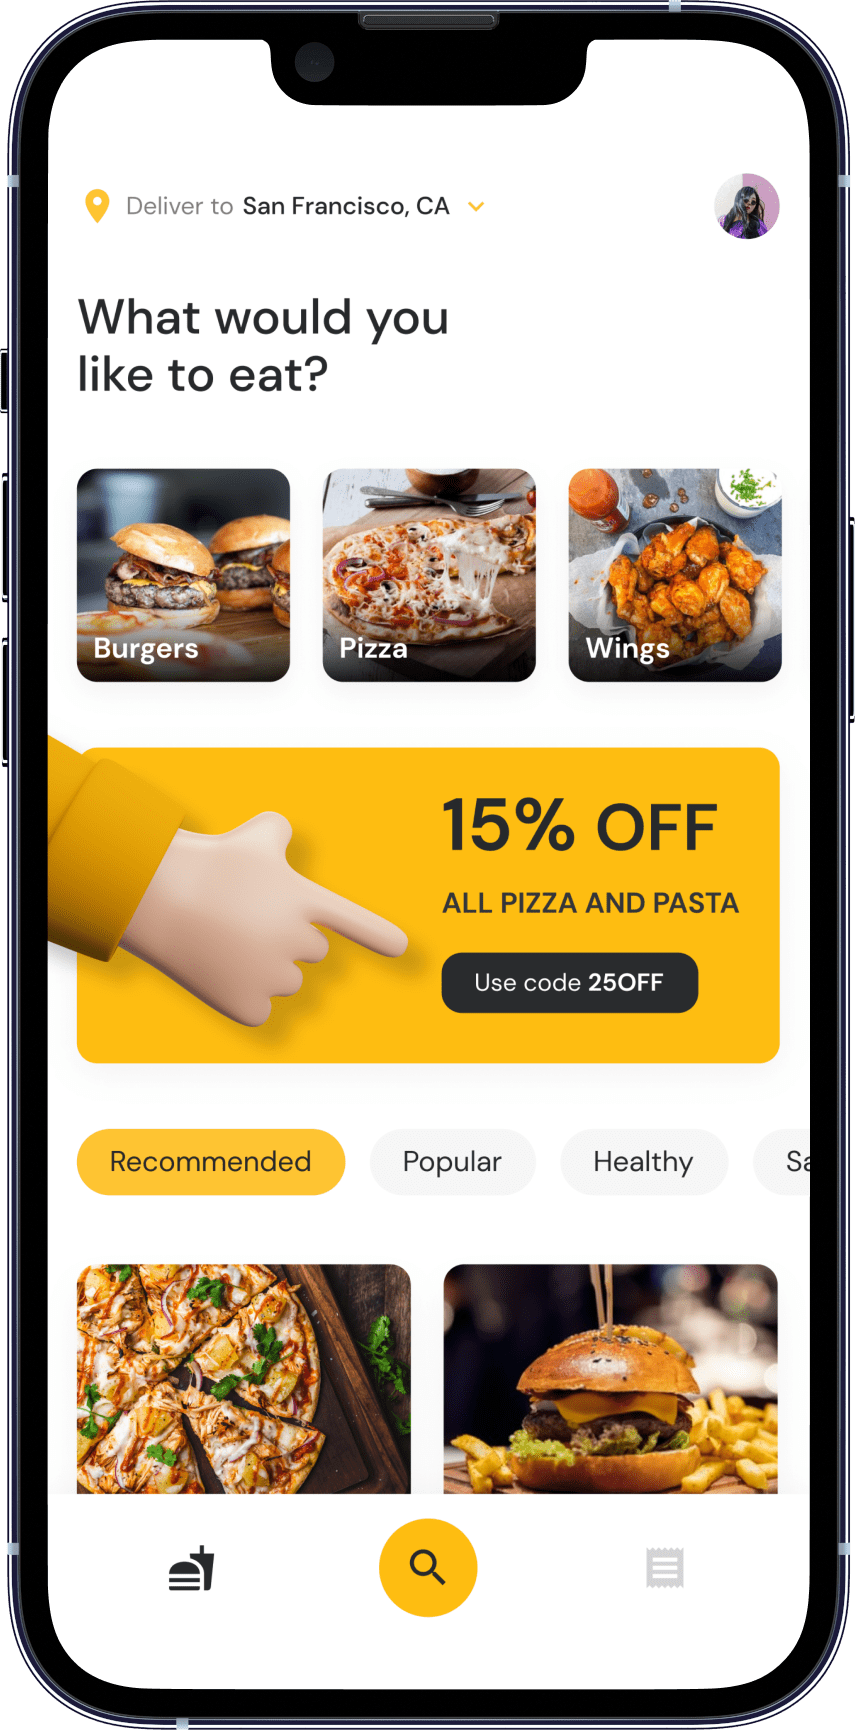 Deliver to San Francisco, CA
What would you
like to eat?
Burgers Pizza Wings
15% OFF
ALL PIZZA AND PASTA
Use code 25OFF
Recommended Popular Healthy Sa